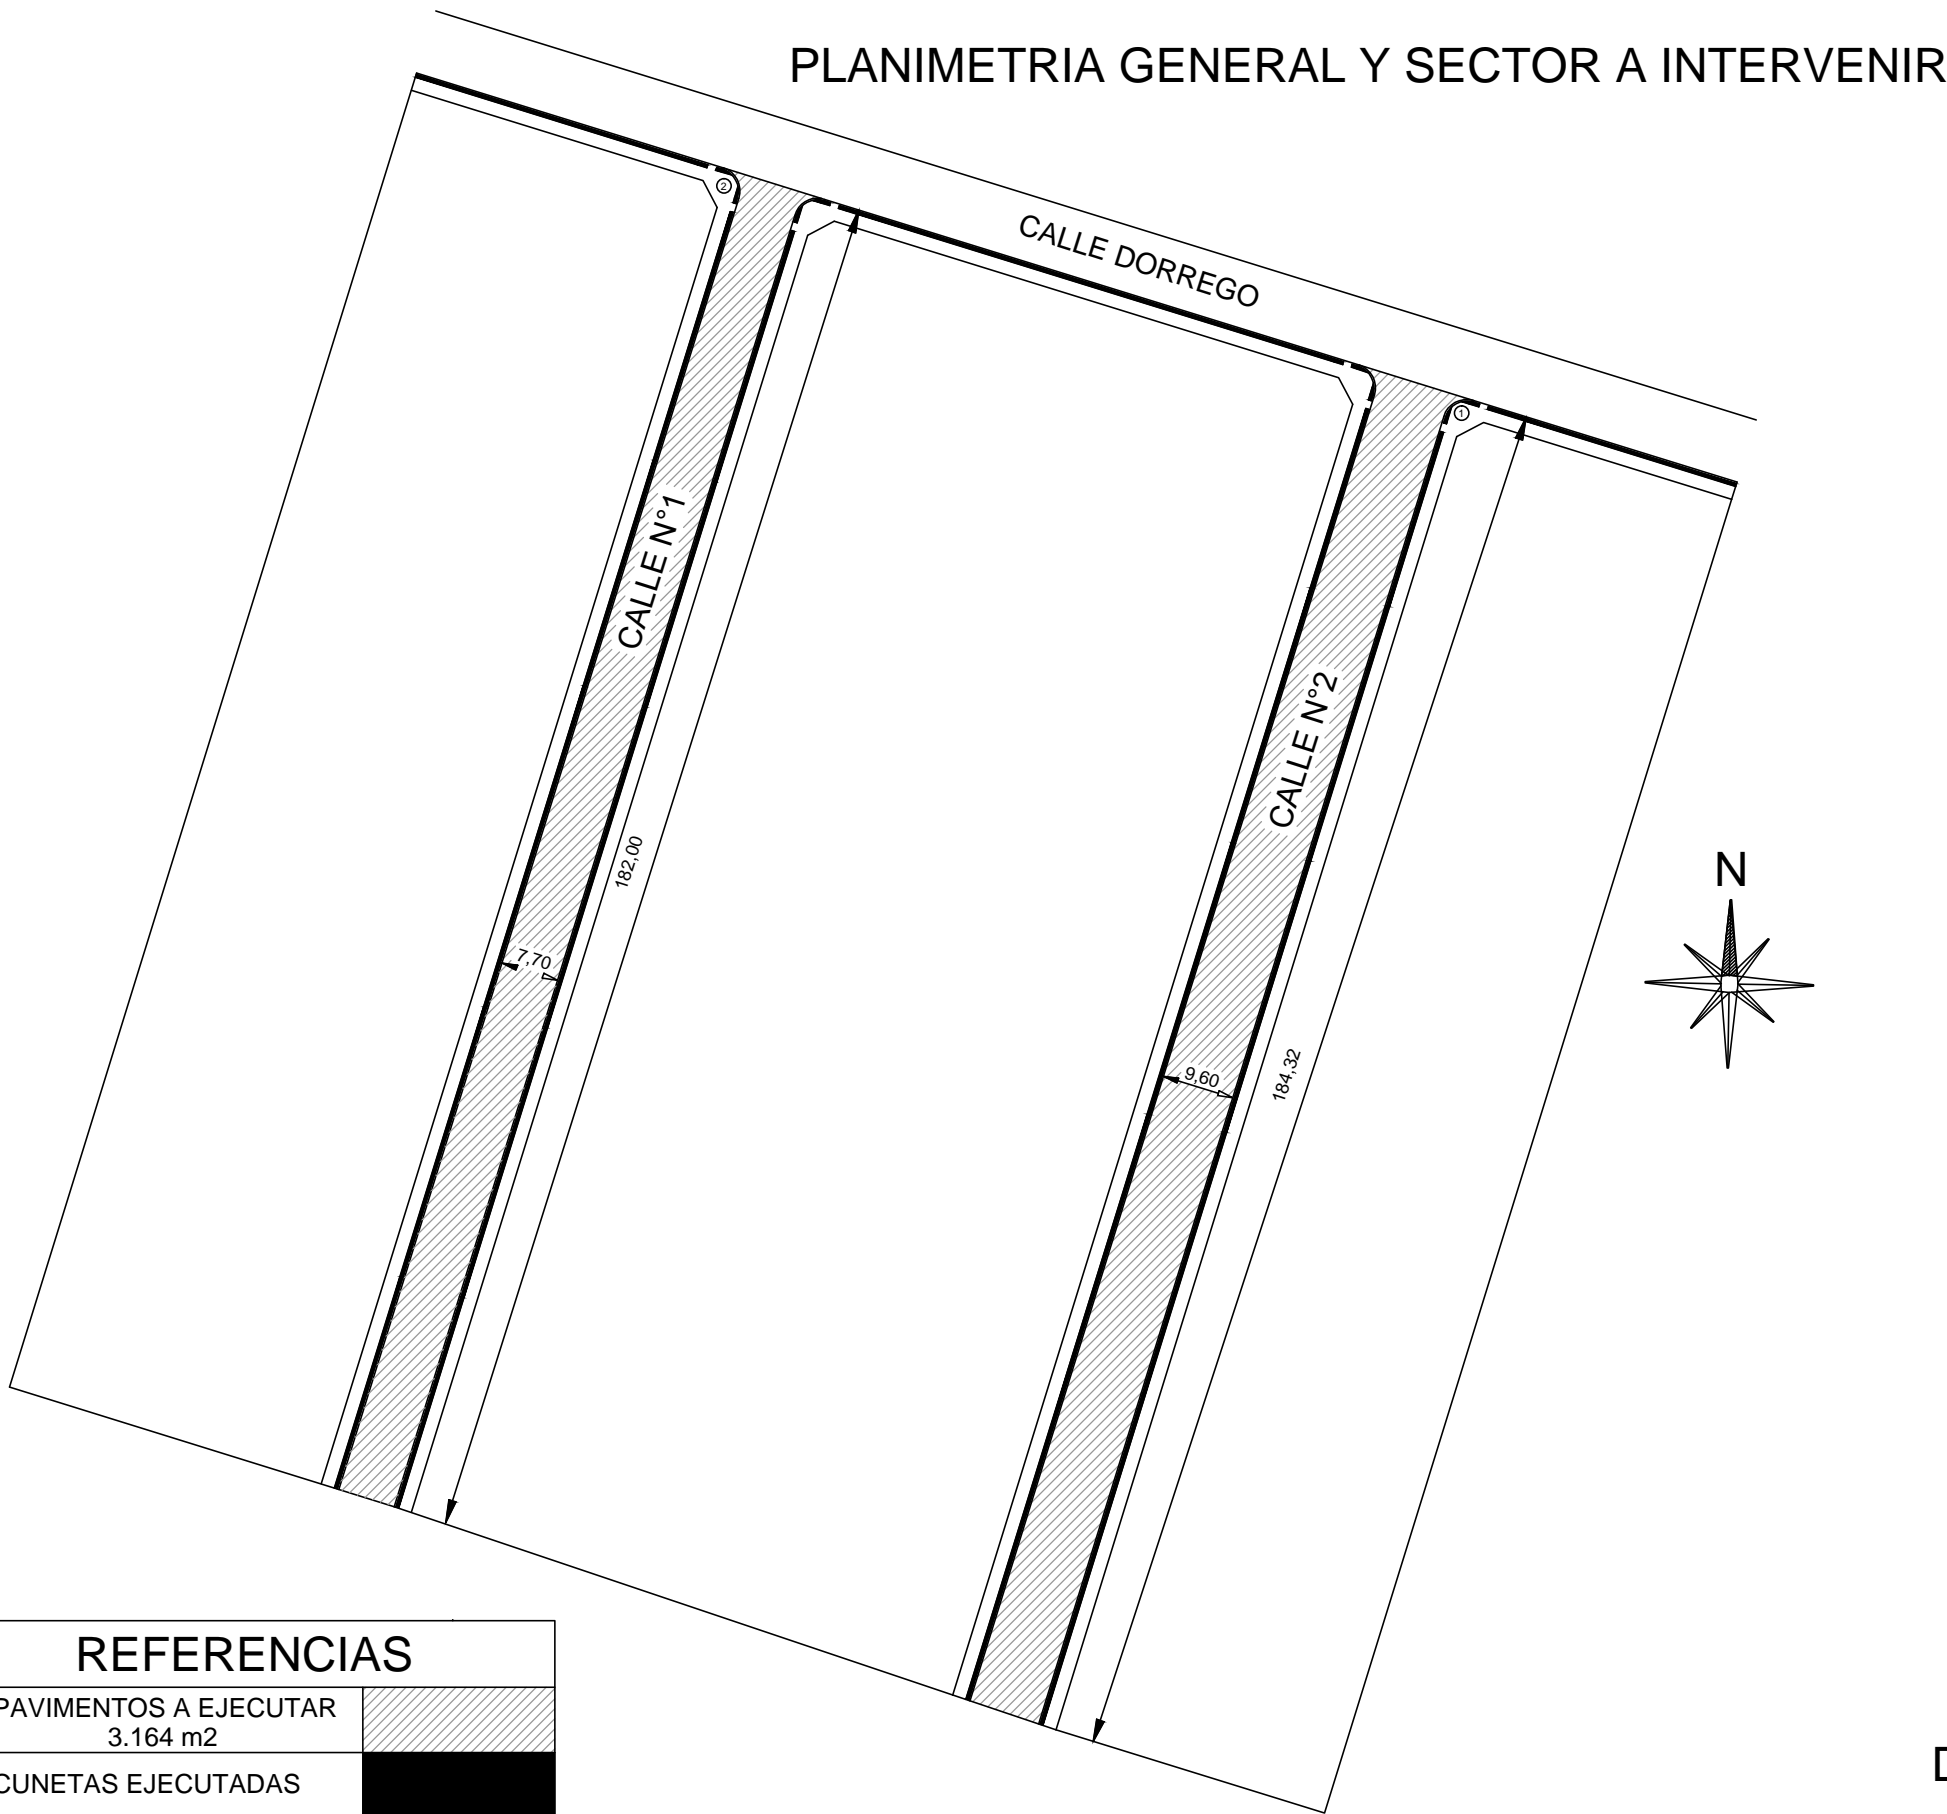 PLANIMETRIA GENERAL Y SECTOR A INTERVENIR
2
CALLE DORREGO
1
CALLE N°1
CALLE N°2
182,00
N
7,70
184,32
9,60
REFERENCIAS
PAVIMENTOS A EJECUTAR
3.164 m2
CUNETAS EJECUTADAS